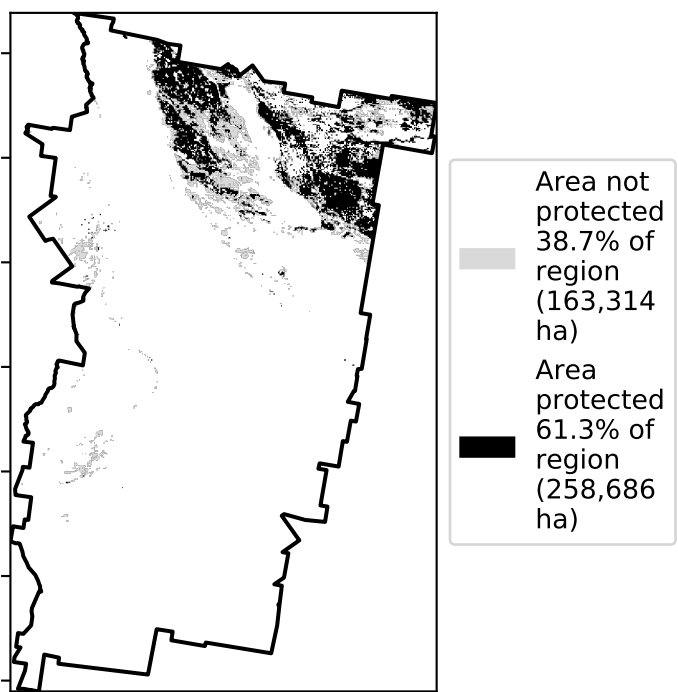 Area not
protected
38.7% of
region
(163,314
ha)
Area
protected
61.3% of
region
(258,686
ha)